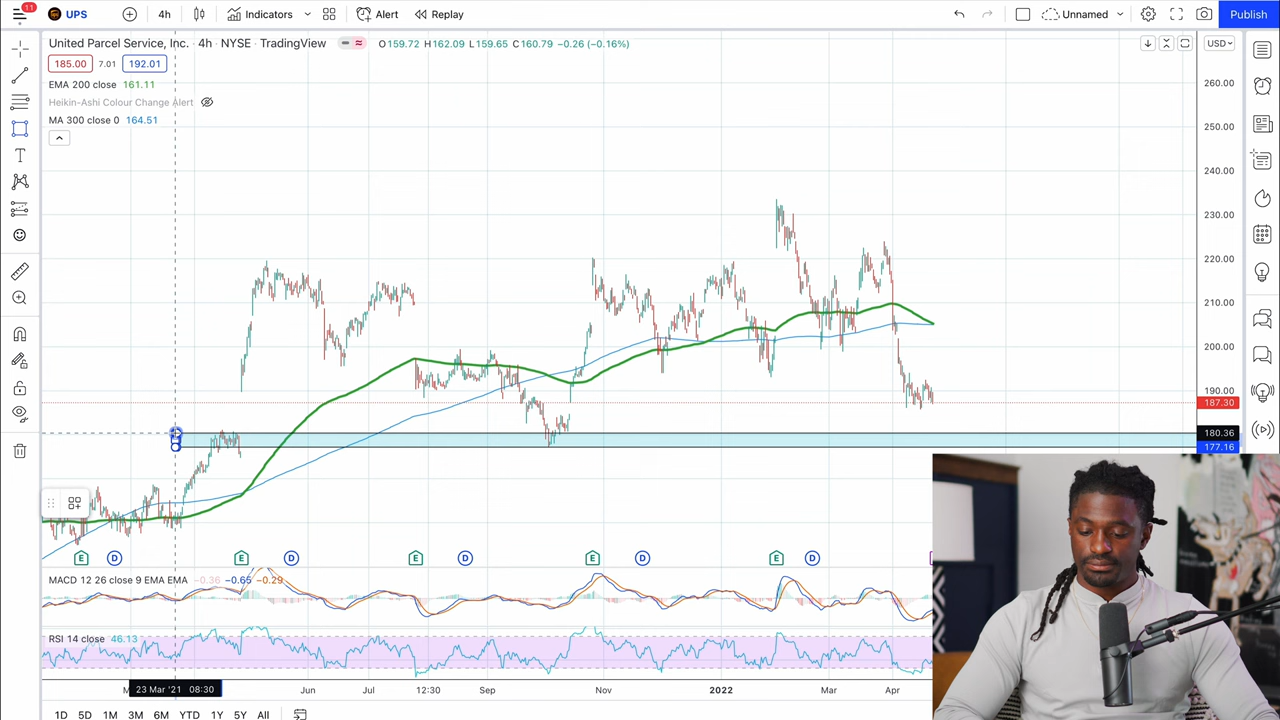 11 UPS 4h Indicators Alert Replay Unnamed Publish
United Parcel Service, Inc. · 4h · NYSE · TradingView O159.72 H162.09 L159.65 C160.79 −0.26 (−0.16%) USD
185.00 7.01 192.01
EMA 200 close 161.11
Heikin-Ashi Colour Change Alert
MA 300 close 0 164.51
260.00
250.00
240.00
230.00
220.00
210.00
200.00
190.00
187.30
180.36
177.16
E D E D E D E D E D
MACD 12 26 close 9 EMA EMA −0.36 −0.65 −0.29
RSI 14 close 46.13
M 23 Mar '21 08:30 Jun Jul 12:30 Sep Nov 2022 Mar Apr
1D 5D 1M 3M 6M YTD 1Y 5Y All